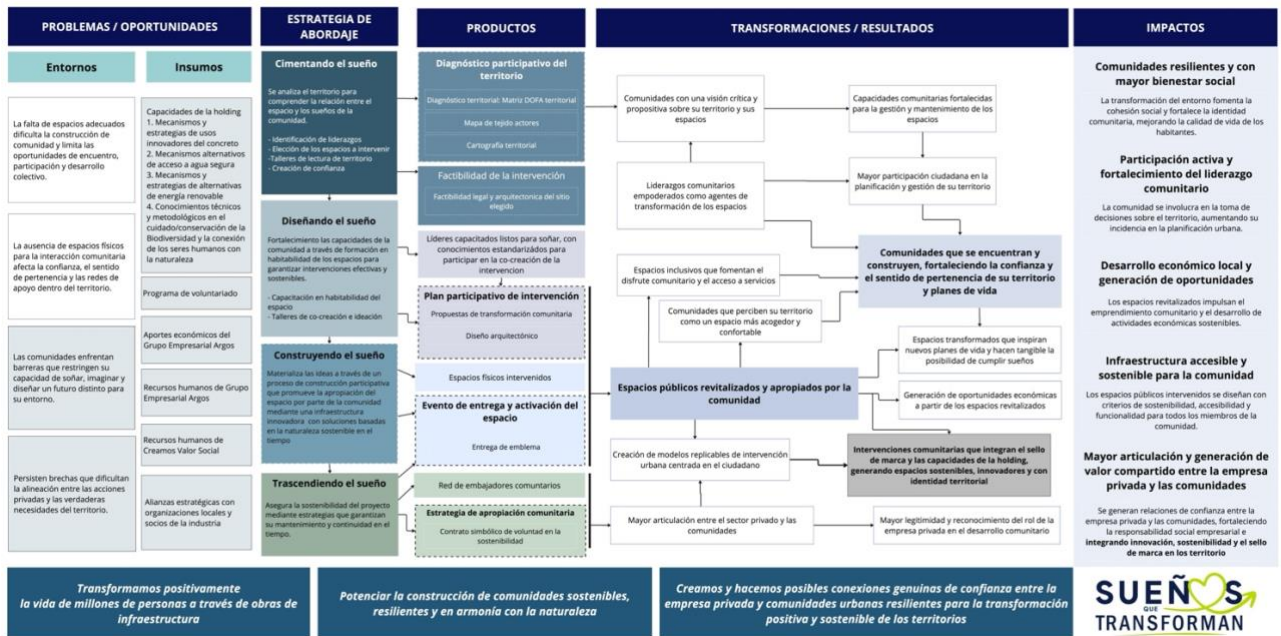 PROBLEMAS / OPORTUNIDADES
Entornos
La falta de espacios adecuados
dificulta la construcción de
comunidad y limita las
oportunidades de encuentro,
participación y desarrollo
colectivo.
La ausencia de espacios físicos
para la interacción comunitaria
afecta la confianza, el sentido
de pertenencia y las redes de
apoyo dentro del territorio.
Las comunidades enfrentan
barreras que restringen su
capacidad de soñar, imaginar y
diseñar un futuro distinto para
su entorno.
Persisten brechas que dificultan
la alineación entre las acciones
privadas y las verdaderas
necesidades del territorio.
Insumos
Capacidades de la holding
1. Mecanismos y
estrategias de usos
innovadores del concreto
2. Mecanismos alternativos
de acceso a agua segura
3. Mecanismos y
estrategias de alternativas
de energía renovable
4. Conocimientos técnicos
y metodológicos en el
cuidado/conservación de la
Biodiversidad y la conexión
de los seres humanos con
la naturaleza
Programa de voluntariado
Aportes económicos del
Grupo Empresarial Argos
Recursos humanos de Grupo
Empresarial Argos
Recursos humanos de
Creamos Valor Social
Alianzas estratégicas con
organizaciones locales y
socios de la industria
ESTRATEGIA DE
ABORDAJE
Cimentando el sueño
Se analiza el territorio para
comprender la relación entre el
espacio y los sueños de la
comunidad.
- Identificación de liderazgos
- Elección de los espacios a intervenir
-Talleres de lectura de territorio
- Creación de confianza
Diseñando el sueño
Fortalecimiento las capacidades de la
comunidad a través de formación en
habitabilidad de los espacios para
garantizar intervenciones efectivas y
sostenibles.
- Capacitación en habitabilidad del
espacio
- Talleres de co-creación e ideación
Construyendo el sueño
Materializa las ideas a través de un
proceso de construcción participativa
que promueve la apropiación del
espacio por parte de la comunidad
mediante una infraestructura
innovadora con soluciones basadas
en la naturaleza sostenible en el
tiempo
Trascendiendo el sueño
Asegura la sostenibilidad del proyecto
mediante estrategias que garantizan
su mantenimiento y continuidad en el
tiempo.
PRODUCTOS
Diagnóstico participativo del
territorio
Diagnóstico territorial: Matriz DOFA territorial
Mapa de tejido actores
Cartografía territorial
Factibilidad de la intervención
Factibilidad legal y arquitectonica del sitio
elegido
Líderes capacitados listos para soñar, con
conocimientos estandarizados para
participar en la co-creación de la
intervencion
Plan participativo de intervención
Propuestas de transformación comunitaria
Diseño arquitectónico
Espacios físicos intervenidos
Evento de entrega y activación del
espacio
Entrega de emblema
Red de embajadores comuntarios
Estrategia de apropiación comunitaria
Contrato simbólico de voluntad en la
sostenibilidad
TRANSFORMACIONES / RESULTADOS
Comunidades con una visión crítica y
propositiva sobre su territorio y sus
espacios
Capacidades comunitarias fortalecidas
para la gestión y mantenimiento de los
espacios
Liderazgos comunitarios
empoderados como agentes de
transformación de los espacios
Mayor participación ciudadana en la
planificación y gestión de su territorio
Espacios inclusivos que fomentan el
disfrute comunitario y el acceso a servicios
Comunidades que se encuentran y
construyen, fortaleciendo la confianza y
el sentido de pertenencia de su territorio
y planes de vida
Comunidades que perciben su territorio
como un espacio más acogedor y
confortable
Espacios transformados que inspiran
nuevos planes de vida y hacen tangible la
posibilidad de cumplir sueños
Espacios públicos revitalizados y apropiados por la
comunidad
Generación de oportunidades económicas
a partir de los espacios revitalizados
Creación de modelos replicables de intervención
urbana centrada en el ciudadano
Intervenciones comunitarias que integran el sello
de marca y las capacidades de la holding,
generando espacios sostenibles, innovadores y con
identidad territorial
Mayor articulación entre el sector privado y las
comunidades
Mayor legitimidad y reconocimiento del rol de la
empresa privada en el desarrollo comunitario
IMPACTOS
Comunidades resilientes y con
mayor bienestar social
La transformación del entorno fomenta la
cohesión social y fortalece la identidad
comunitaria, mejorando la calidad de vida de los
habitantes.
Participación activa y
fortalecimiento del liderazgo
comunitario
La comunidad se involucra en la toma de
decisiones sobre el territorio, aumentando su
incidencia en la planificación urbana.
Desarrollo económico local y
generación de oportunidades
Los espacios revitalizados impulsan el
emprendimiento comunitario y el desarrollo de
actividades económicas sostenibles.
Infraestructura accesible y
sostenible para la comunidad
Los espacios públicos intervenidos se diseñan con
criterios de sostenibilidad, accesibilidad y
funcionalidad para todos los miembros de la
comunidad.
Mayor articulación y generación de
valor compartido entre la empresa
privada y las comunidades
Se generan relaciones de confianza entre la
empresa privada y las comunidades, fortaleciendo
la responsabilidad social empresarial e
integrando innovación, sostenibilidad y el sello
de marca en los territorio
Transformamos positivamente
la vida de millones de personas a través de obras de
infraestructura
Potenciar la construcción de comunidades sostenibles,
resilientes y en armonía con la naturaleza
Creamos y hacemos posibles conexiones genuinas de confianza entre la
empresa privada y comunidades urbanas resilientes para la transformación
positiva y sostenible de los territorios
SUEÑOS
QUE
TRANSFORMAN